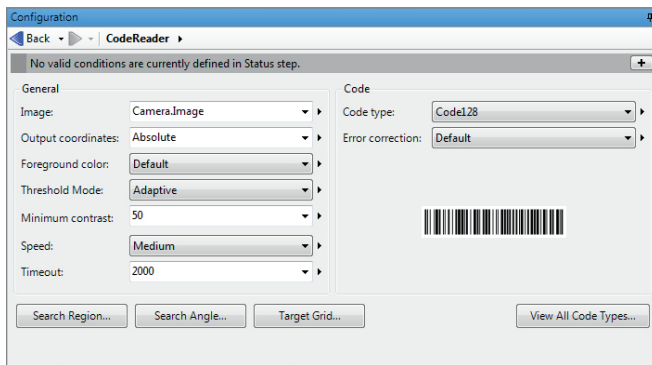 Configuration
Back CodeReader
No valid conditions are currently defined in Status step.
+
General
Image: Camera.Image
Output coordinates: Absolute
Foreground color: Default
Threshold Mode: Adaptive
Minimum contrast: 50
Speed: Medium
Timeout: 2000
Code
Code type: Code128
Error correction: Default
Search Region... Search Angle... Target Grid... View All Code Types...